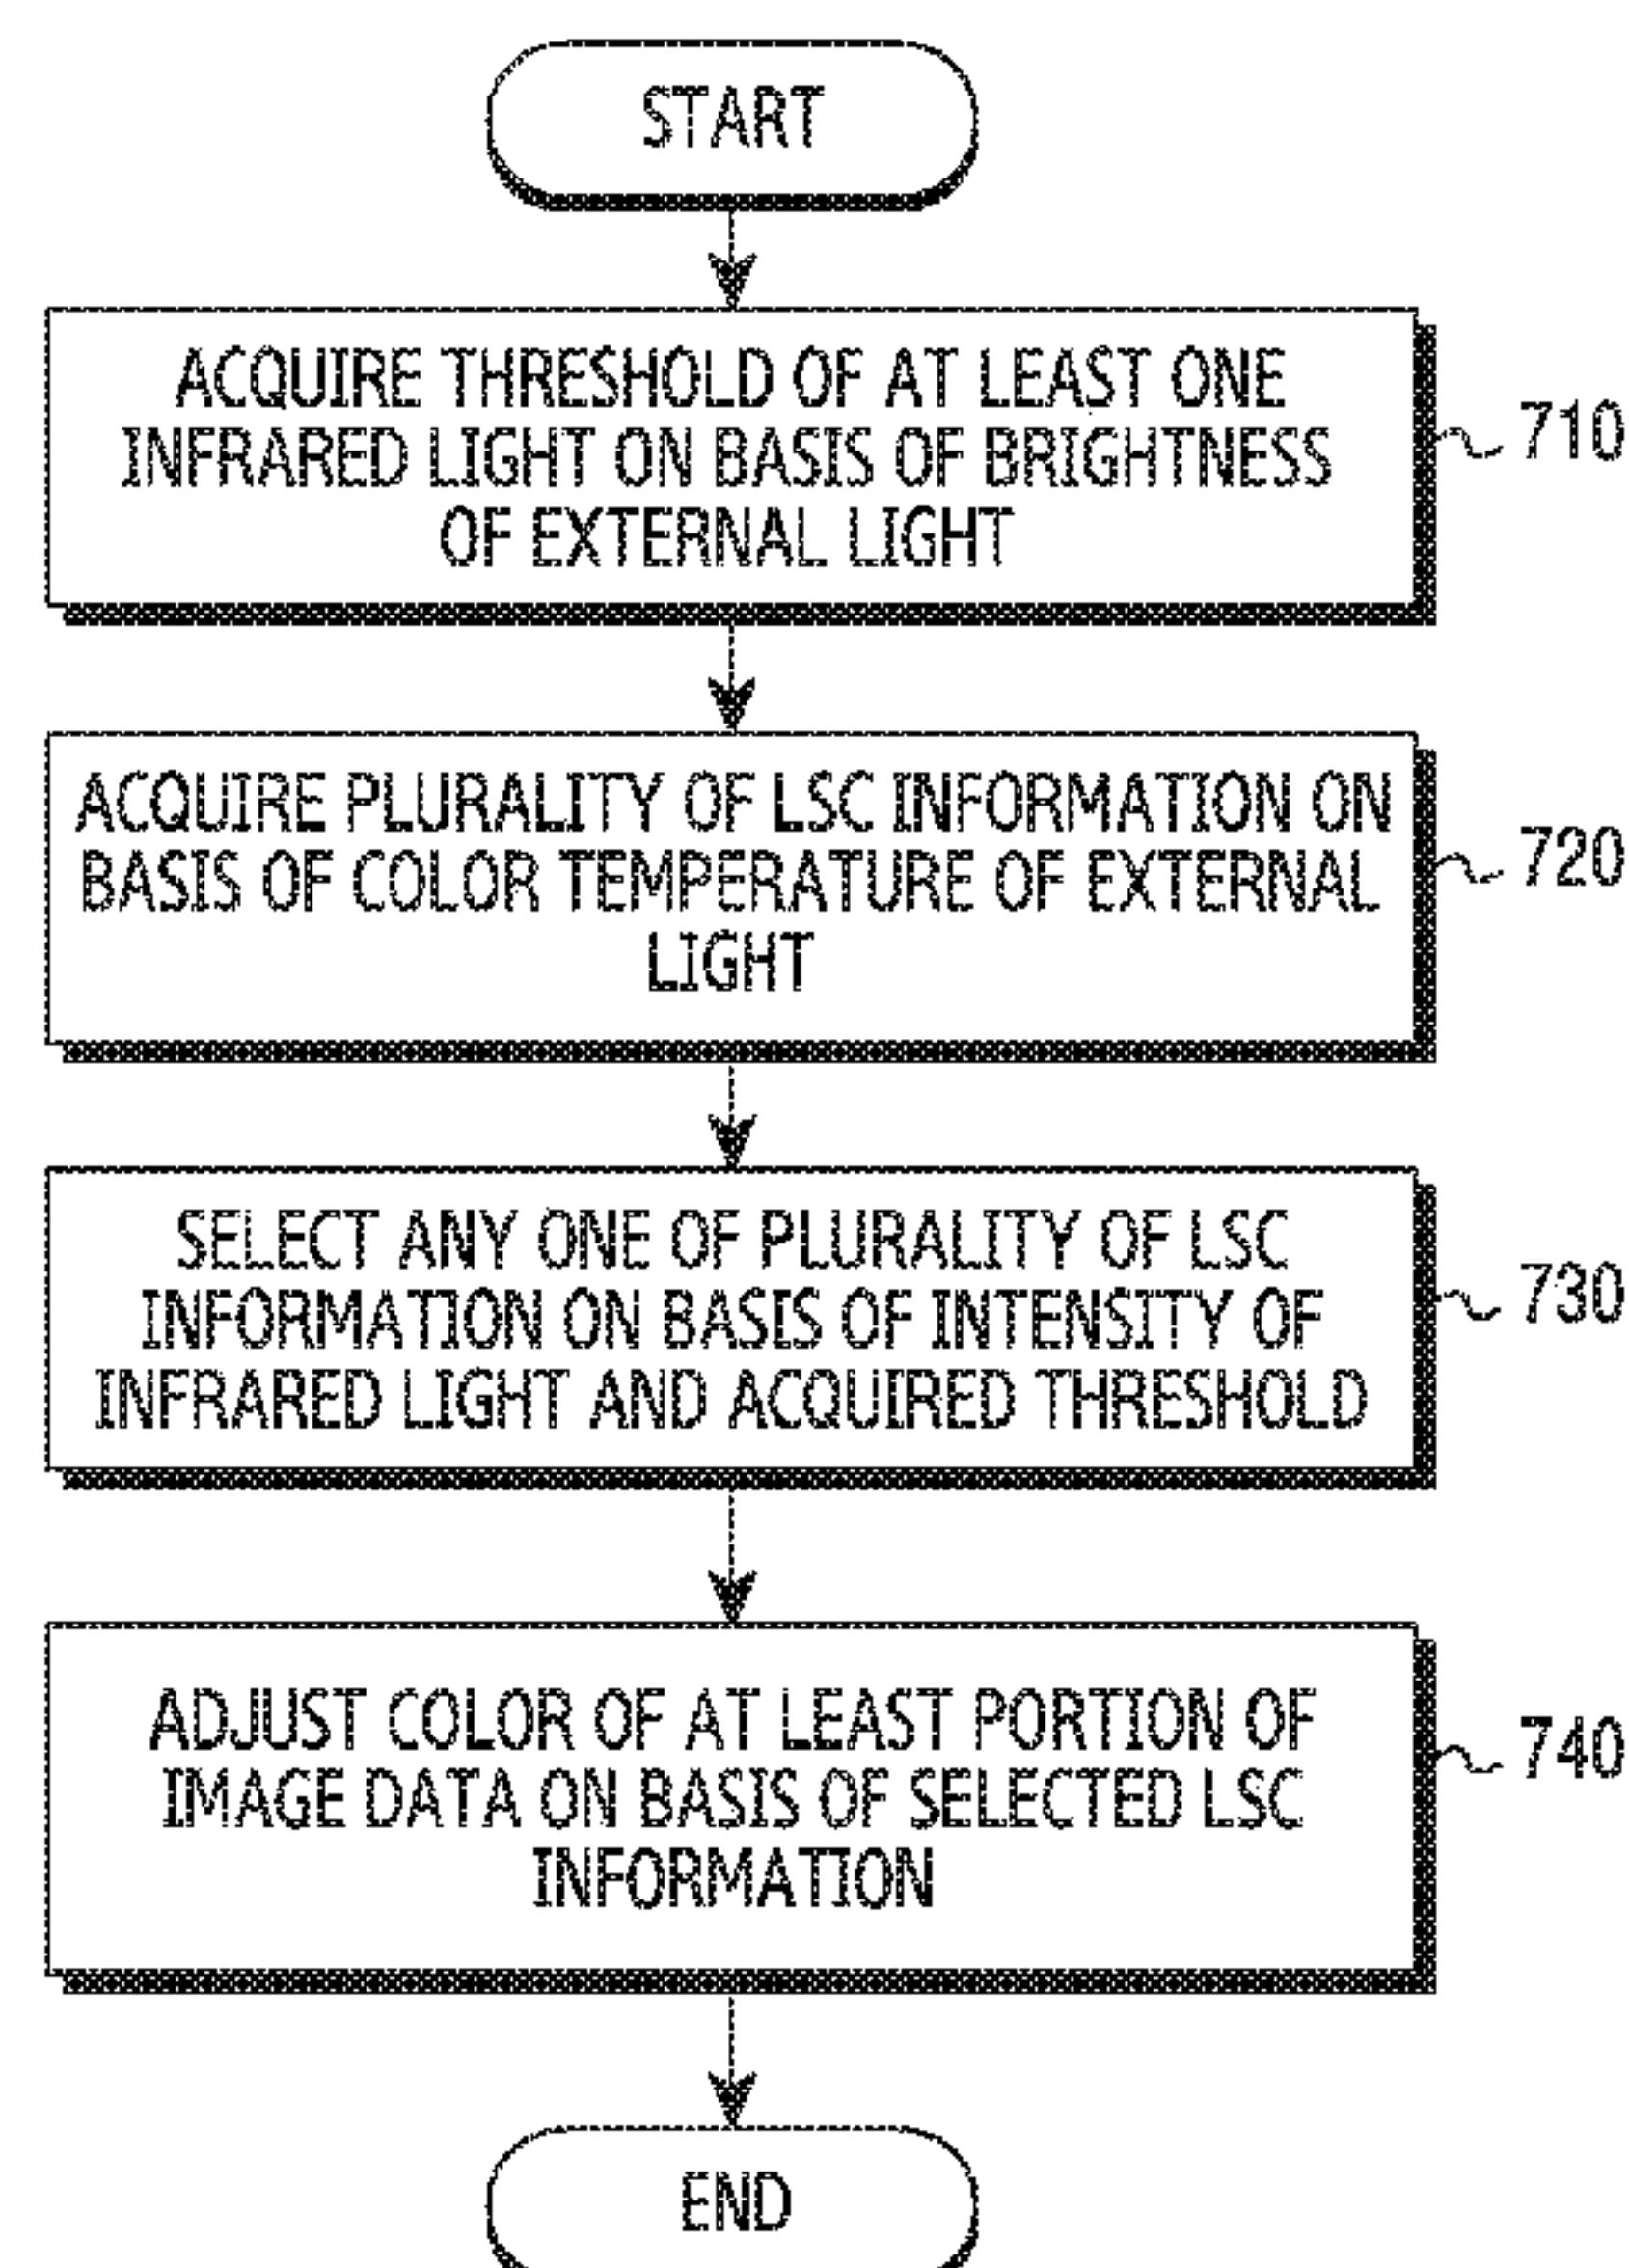 START
ACQUIRE THRESHOLD OF AT LEAST ONE
INFRARED LIGHT ON BASIS OF BRIGHTNESS
OF EXTERNAL LIGHT
710
ACQUIRE PLURALITY OF LSC INFORMATION ON
BASIS OF COLOR TEMPERATURE OF EXTERNAL
LIGHT
720
SELECT ANY ONE OF PLURALITY OF LSC
INFORMATION ON BASIS OF INTENSITY OF
INFRARED LIGHT AND ACQUIRED THRESHOLD
730
ADJUST COLOR OF AT LEAST PORTION OF
IMAGE DATA ON BASIS OF SELECTED LSC
INFORMATION
740
END